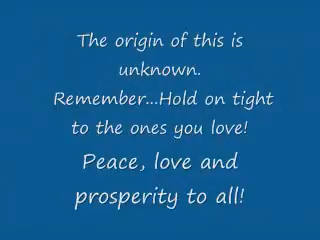 The origin of this is
unknown.
Remember...Hold on tight
to the ones you love!
Peace, love and
prosperity to all!